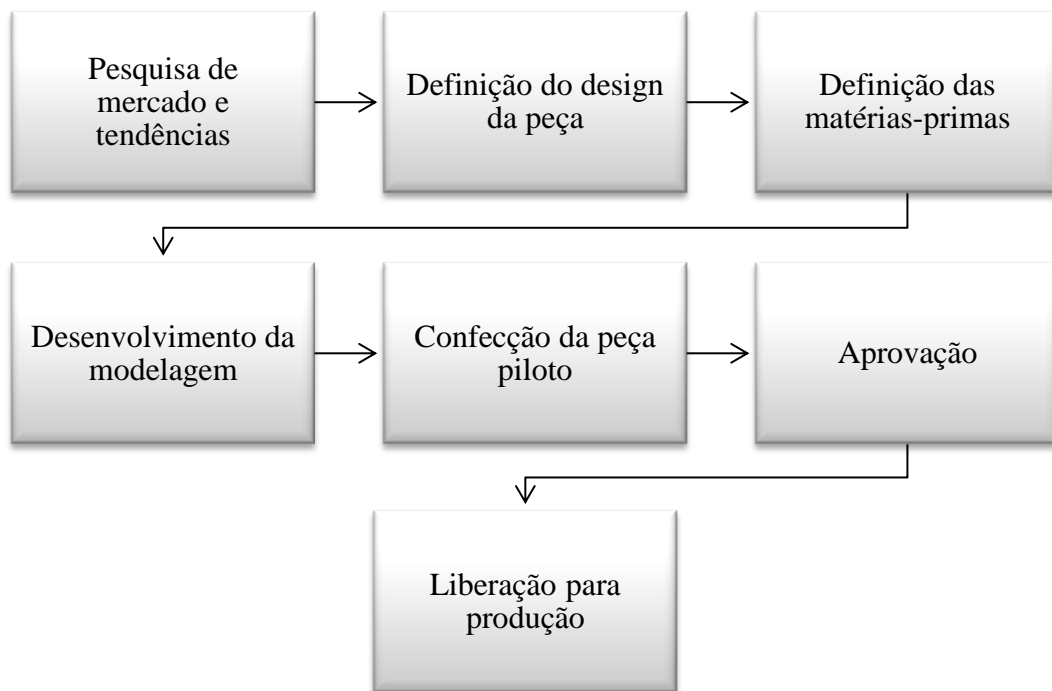 Pesquisa de
mercado e
tendências
Definição do design
da peça
Definição das
matérias-primas
Desenvolvimento da
modelagem
Confecção da peça
piloto
Aprovação
Liberação para
produção